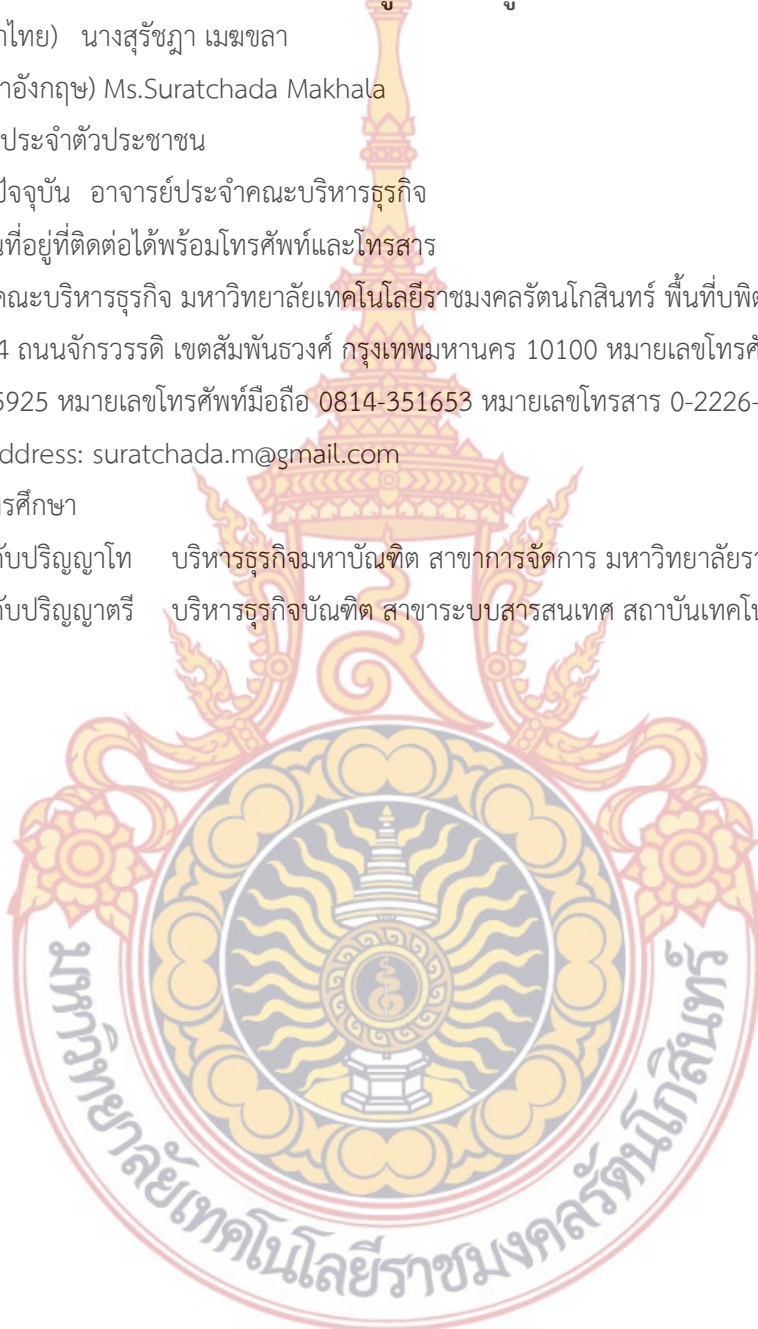 าไทย) นางสุรัชฎา เมฆขลา
าอังกฤษ) Ms.Suratchada Makhala
ประจำตัวประชาชน
ปัจจุบัน อาจารย์ประจำคณะบริหารธุรกิจ
ที่อยู่ที่ติดต่อได้พร้อมโทรศัพท์และโทรสาร
คณะบริหารธุรกิจ มหาวิทยาลัยเทคโนโลยีราชมงคลรัตนโกสินทร์ พื้นที่บพิต
4 ถนนจักรวรรดิ เขตสัมพันธวงศ์ กรุงเทพมหานคร 10100 หมายเลขโทรศั
5925 หมายเลขโทรศัพท์มือถือ 0814-351653 หมายเลขโทรสาร 0-2226-
ddress: suratchada.m@gmail.com
รศึกษา
ดับปริญญาโท บริหารธุรกิจมหาบัณฑิต สาขาการจัดการ มหาวิทยาลัยรา
ดับปริญญาตรี บริหารธุรกิจบัณฑิต สาขาระบบสารสนเทศ สถาบันเทคโน
มหาวิทยาลัยเทคโนโลยีราชมงคลรัตนโกสินทร์